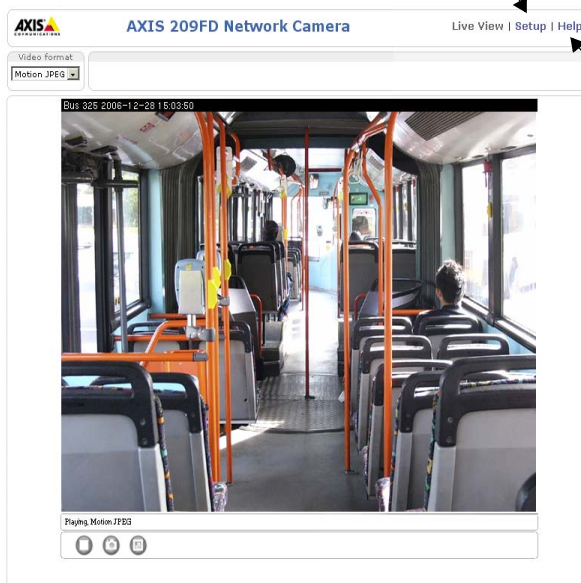 AXIS
COMMUNICATIONS
AXIS 209FD Network Camera
Live View | Setup | Help
Video format
Motion JPEG
Bus 325 2006-12-28 15:03:50
Playing, Motion JPEG